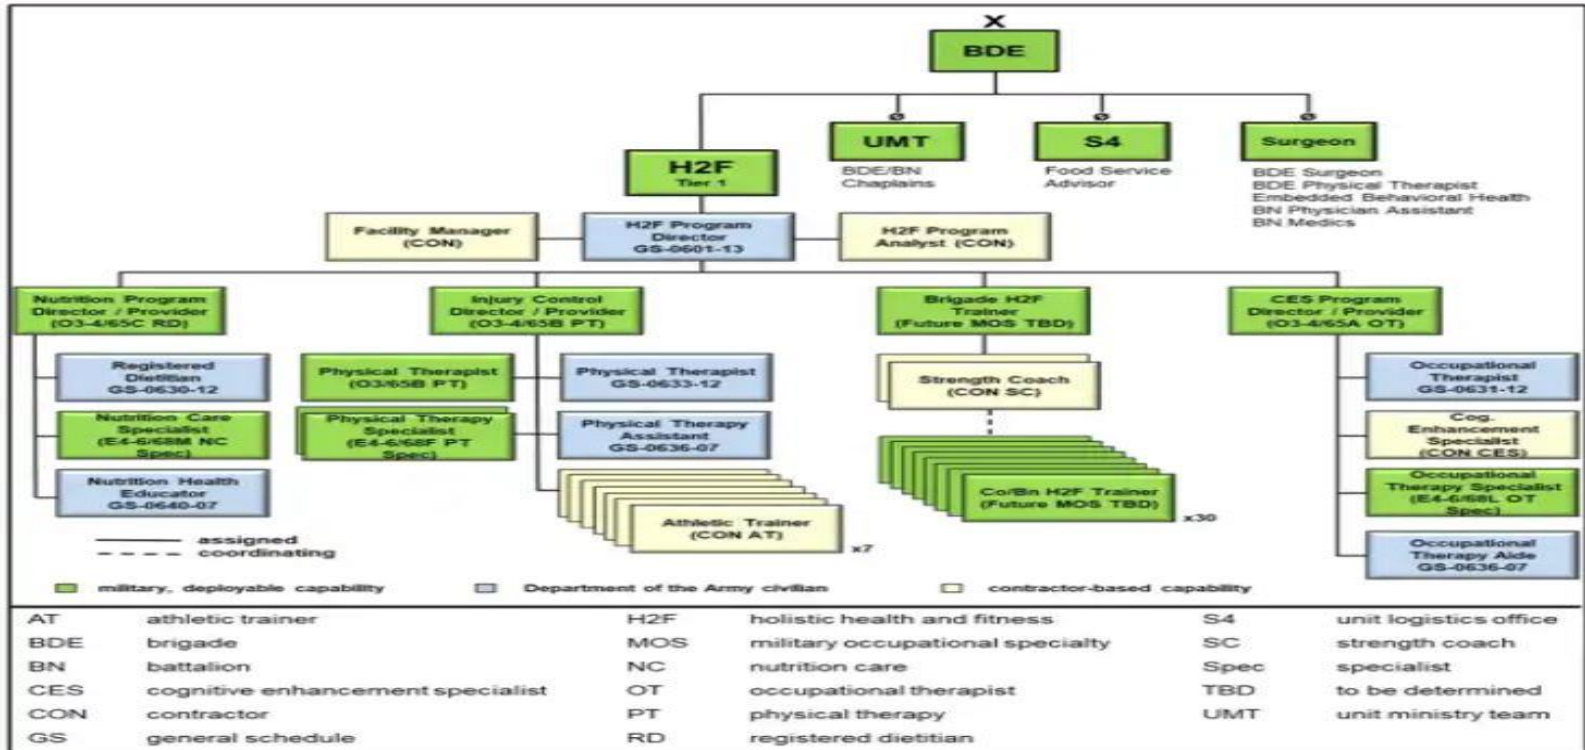 X
BDE
UMT
S4
Surgeon
H2F
Tier 1
BDE/BN
Chaplains
Food Service
Advisor
BDE Surgeon
BDE Physical Therapist
Embedded Behavioral Health
BN Physician Assistant
BN Medics
Facility Manager
(CON)
H2F Program
Director
GS-0601-13
H2F Program
Analyst (CON)
Nutrition Program
Director / Provider
(O3-4/65C RD)
Injury Control
Director / Provider
(O3-4/65B PT)
Brigade H2F
Trainer
(Future MOS TBD)
CES Program
Director / Provider
(O3-4/65A OT)
Registered
Dietitian
GS-0630-12
Nutrition Care
Specialist
(E4-6/68M NC
Spec)
Nutrition Health
Educator
GS-0640-07
Physical Therapist
(O3/65B PT)
Physical Therapy
Specialist
(E4-6/68F PT
Spec)
Physical Therapist
GS-0633-12
Physical Therapy
Assistant
GS-0636-07
Athletic Trainer
(CON AT)
x7
Strength Coach
(CON SC)
Co/Bn H2F Trainer
(Future MOS TBD)
x30
Occupational
Therapist
GS-0631-12
Cog.
Enhancement
Specialist
(CON CES)
Occupational
Therapy Specialist
(E4-6/68L OT
Spec)
Occupational
Therapy Aide
GS-0636-07
assigned
coordinating
military, deployable capability
Department of the Army civilian
contractor-based capability
AT athletic trainer
BDE brigade
BN battalion
CES cognitive enhancement specialist
CON contractor
GS general schedule
H2F holistic health and fitness
MOS military occupational specialty
NC nutrition care
OT occupational therapist
PT physical therapy
RD registered dietitian
S4 unit logistics office
SC strength coach
Spec specialist
TBD to be determined
UMT unit ministry team